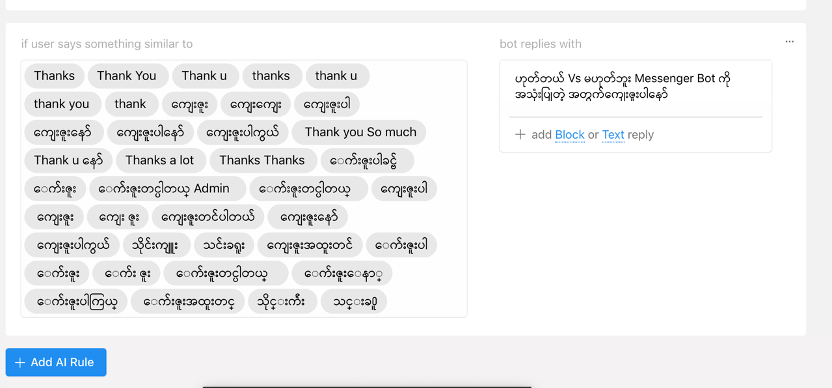 if user says something similar to
Thanks Thank You Thank u thanks thank u
thank you thank ကျေးဇူး ကျေးကျေး ကျေးဇူးပါ
ကျေးဇူးနော် ကျေးဇူးပါနော် ကျေးဇူးပါကွယ် Thank you So much
Thank u နော် Thanks a lot Thanks Thanks ေက်းဇူးပါခင္ဗ်
ေက်းဇူး ေက်းဇူးတင္ပါတယ္ Admin ေက်းဇူးတင္ပါတယ္ ကျေးဇူးပါ
ကျေးဇူး ကျေး ဇူး ကျေးဇူးတင်ပါတယ် ကျေးဇူးနော်
ကျေးဇူးပါကွယ် သိုင်းကျူး သင်းခရူး ကျေးဇူးအထူးတင် ေက်းဇူးပါ
ေက်းဇူး ေက်း ဇူး ေက်းဇူးတင္ပါတယ္ ေက်းဇူးေနာ္
ေက်းဇူးပါကြယ္ ေက်းဇူးအထူးတင္ သိုင္းက်ဴး
bot replies with
...
ဟုတ်တယ် Vs မဟုတ်ဘူး Messenger Bot ကို
အသုံးပြုတဲ့ အတွက်ကျေးဇူးပါနော်
+ add Block or Text reply
+ Add AI Rule